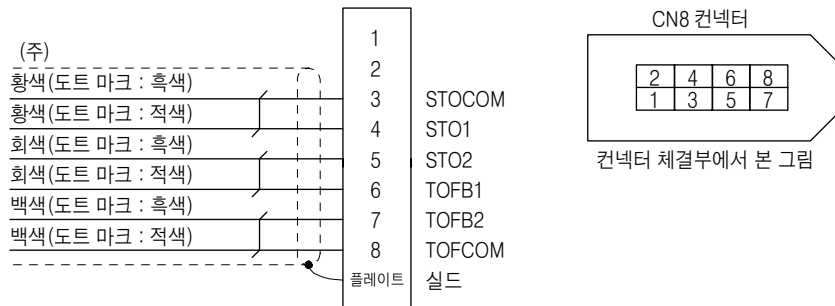 (주)
황색(도트 마크 : 흑색)
황색(도트 마크 : 적색)
회색(도트 마크 : 흑색)
회색(도트 마크 : 적색)
백색(도트 마크 : 흑색)
백색(도트 마크 : 적색)
1
2
3 STOCOM
4 STO1
5 STO2
6 TOFB1
7 TOFB2
8 TOFCOM
플레이트 실드
CN8 컨넥터
2 4 6 8
1 3 5 7
컨넥터 체결부에서 본 그림